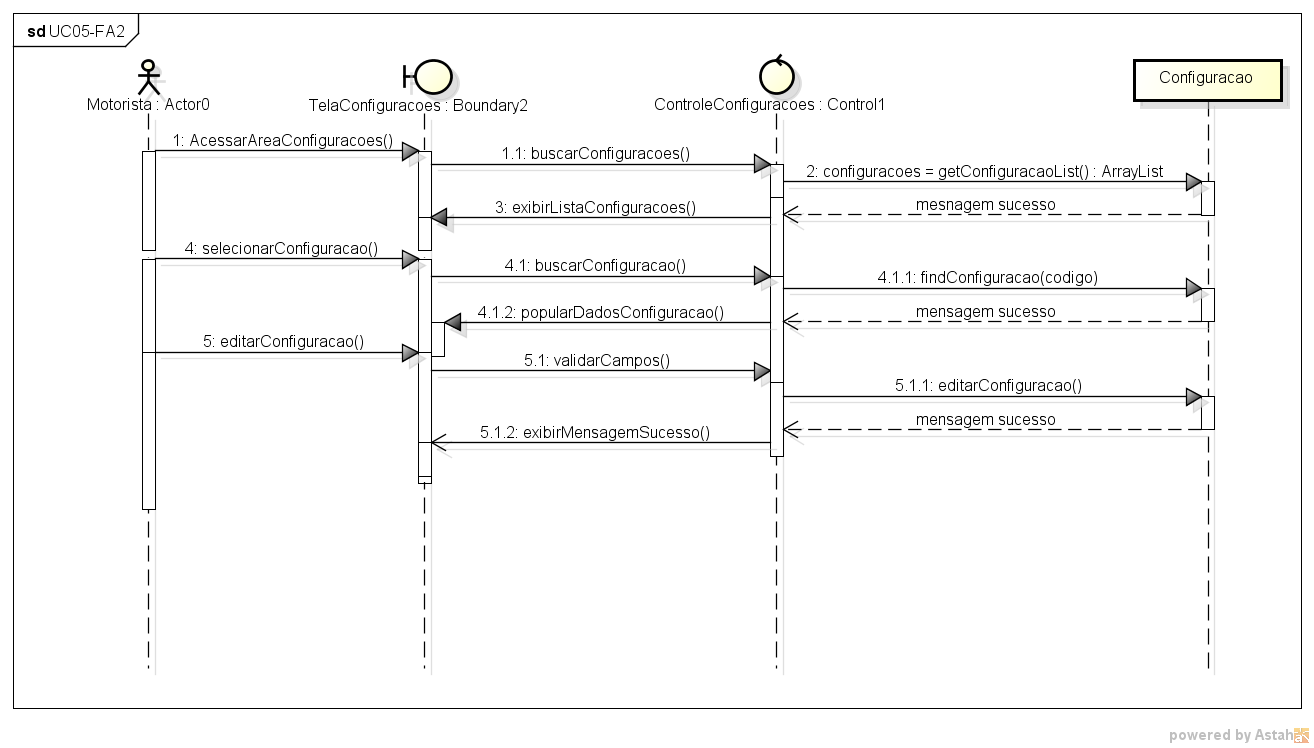 sd UC05-FA2
Motorista : Actor0
TelaConfiguracoes : Boundary2
ControleConfiguracoes : Control1
Configuracao
1: AcessarAreaConfiguracoes()
1.1: buscarConfiguracoes()
2: configuracoes = getConfiguracaoList() : ArrayList
mesnagem sucesso
3: exibirListaConfiguracoes()
4: selecionarConfiguracao()
4.1: buscarConfiguracao()
4.1.1: findConfiguracao(codigo)
mensagem sucesso
4.1.2: popularDadosConfiguracao()
5: editarConfiguracao()
5.1: validarCampos()
5.1.1: editarConfiguracao()
mensagem sucesso
5.1.2: exibirMensagemSucesso()
powered by Astah